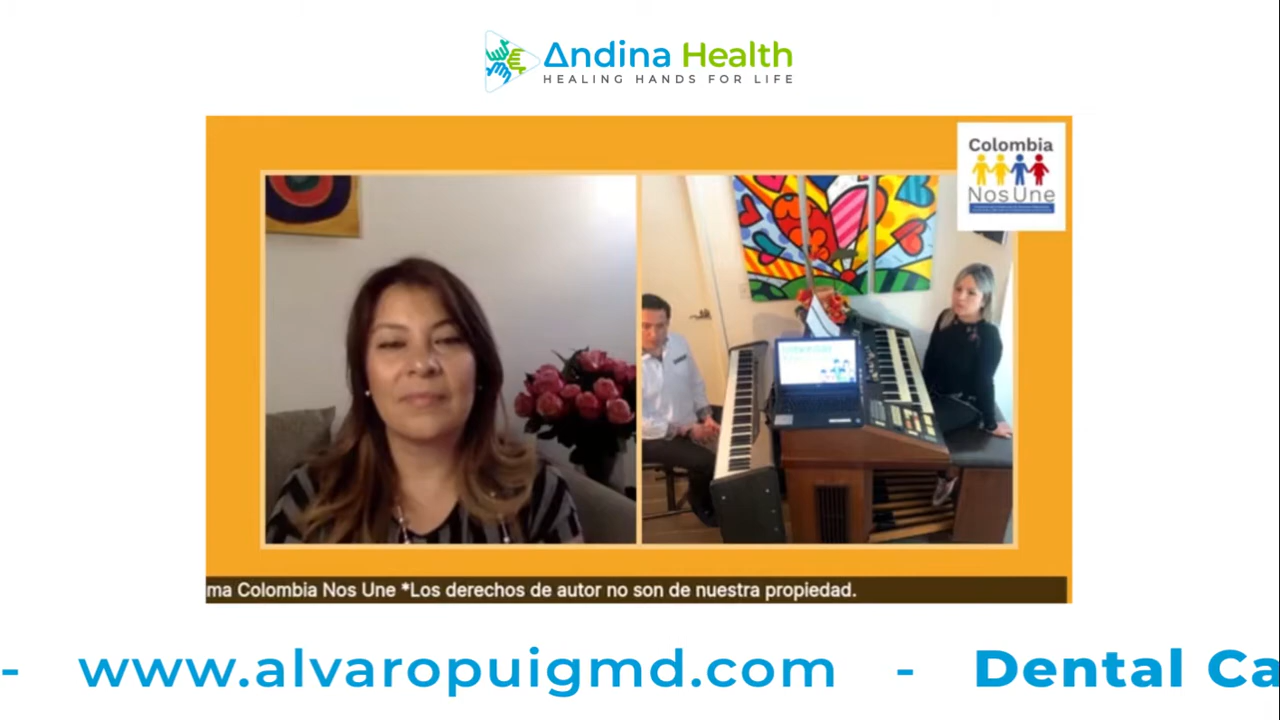 Andina Health
HEALING HANDS FOR LIFE
Colombia
Nos Une
ma Colombia Nos Une *Los derechos de autor no son de nuestra propiedad.
- www.alvaropuigmd.com - Dental Ca